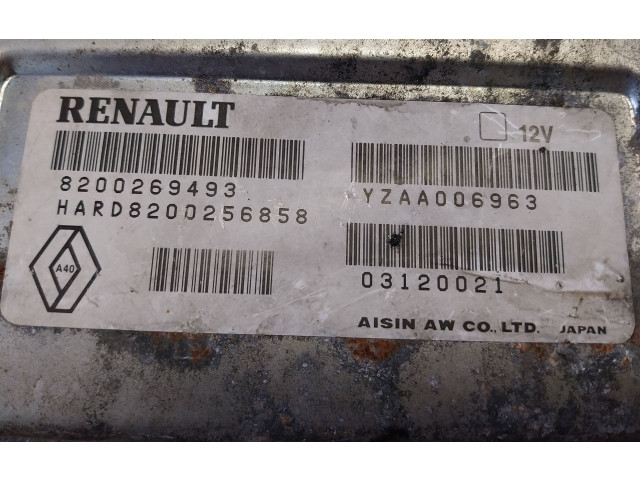 RENAULT
12V
8200269493
YZAA006963
HARD8200256858
A40
03120021
AISIN AW CO., LTD. JAPAN